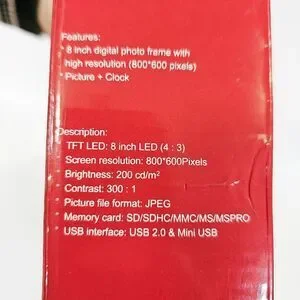 Features:
* 8 inch digital photo frame with
high resolution (800*600 pixels)
* Picture + Clock
Description:
TFT LED: 8 inch LED (4 : 3)
Screen resolution: 800*600Pixels
Brightness: 200 cd/m²
Contrast: 300 : 1
Picture file format: JPEG
Memory card: SD/SDHC/MMC/MS/MSPRO
USB interface: USB 2.0 & Mini USB